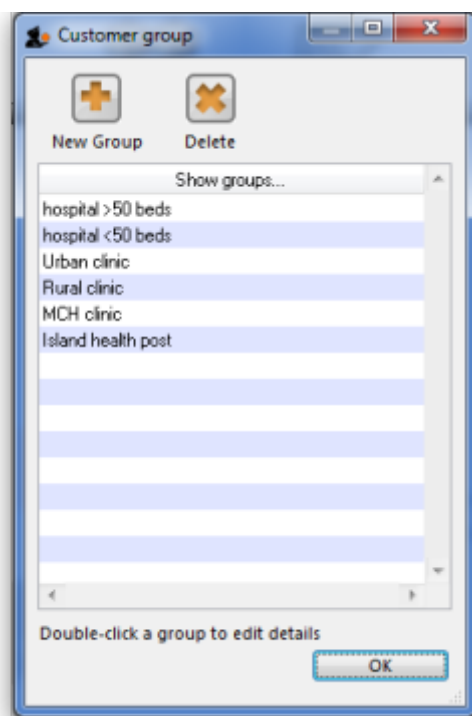 Customer group
New Group Delete
Show groups...
hospital >50 beds
hospital <50 beds
Urban clinic
Rural clinic
MCH clinic
Island health post
Double-click a group to edit details
OK